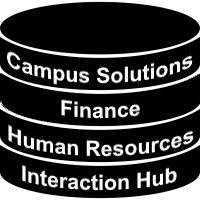 Campus Solutions
Finance
Human Resources
Interaction Hub